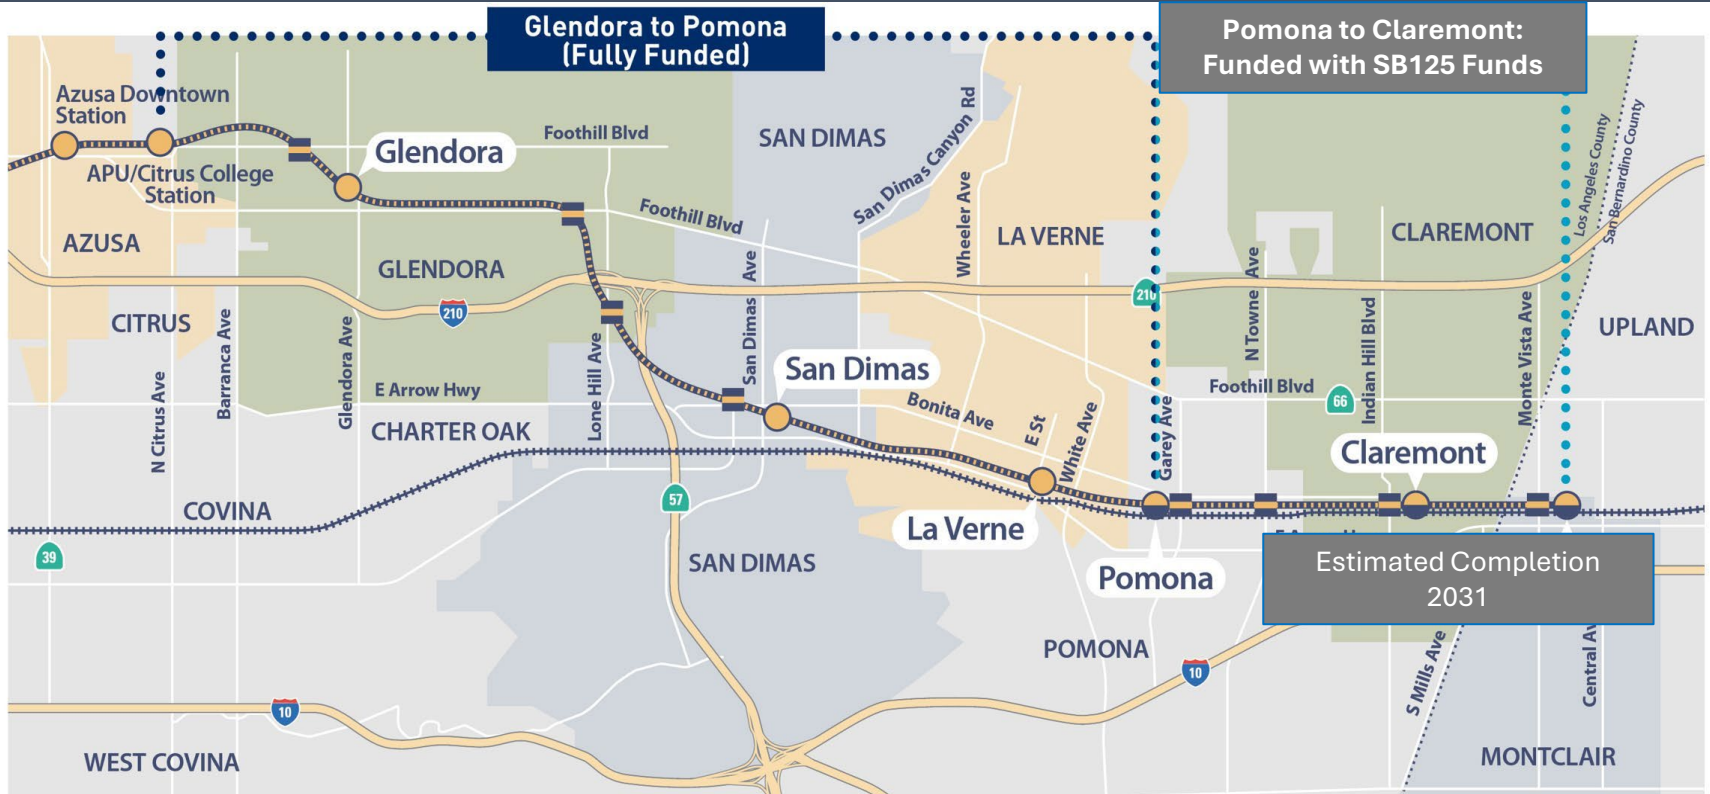 Glendora to Pomona
(Fully Funded)
Pomona to Claremont:
Funded with SB125 Funds
Azusa Downtown
Station
APU/Citrus College
Station
Glendora
Foothill Blvd
SAN DIMAS
San Dimas Canyon Rd
Wheeler Ave
LA VERNE
CLAREMONT
Los Angeles County
San Bernardino County
AZUSA
GLENDORA
Foothill Blvd
210
210
CITRUS
Barranca Ave
Glendora Ave
N Citrus Ave
Lone Hill Ave
San Dimas Ave
N Towne Ave
Indian Hill Blvd
Monte Vista Ave
UPLAND
E Arrow Hwy
San Dimas
Bonita Ave
E St
White Ave
Garey Ave
Foothill Blvd
66
CHARTER OAK
Claremont
COVINA
57
La Verne
39
SAN DIMAS
Pomona
Estimated Completion
2031
POMONA
10
10
S Mills Ave
Central
WEST COVINA
MONTCLAIR